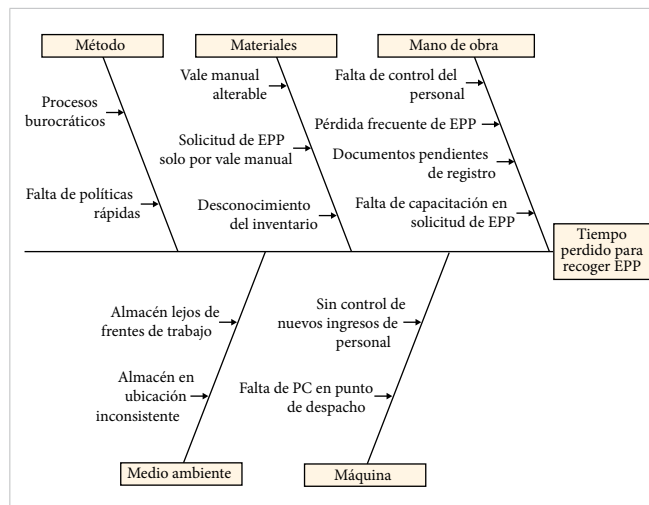 Método
Materiales
Mano de obra
Vale manual
alterable
Falta de control del
personal
Procesos
burocráticos
Pérdida frecuente de EPP
Solicitud de EPP
solo por vale manual
Documentos pendientes
de registro
Falta de políticas
rápidas
Desconocimiento
del inventario
Falta de capacitación en
solicitud de EPP
Tiempo
perdido para
recoger EPP
Almacén lejos de
frentes de trabajo
Sin control de
nuevos ingresos de
personal
Almacén en
ubicación
inconsistente
Falta de PC en punto
de despacho
Medio ambiente
Máquina